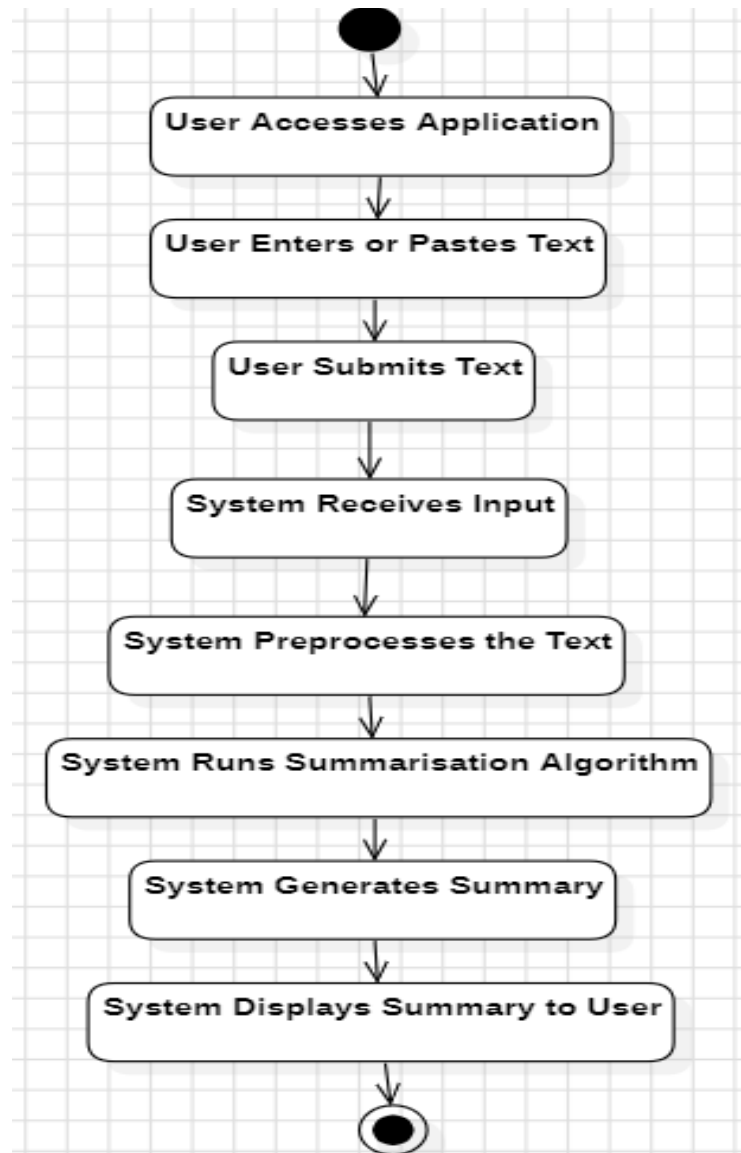 User Accesses Application
User Enters or Pastes Text
User Submits Text
System Receives Input
System Preprocesses the Text
System Runs Summarisation Algorithm
System Generates Summary
System Displays Summary to User